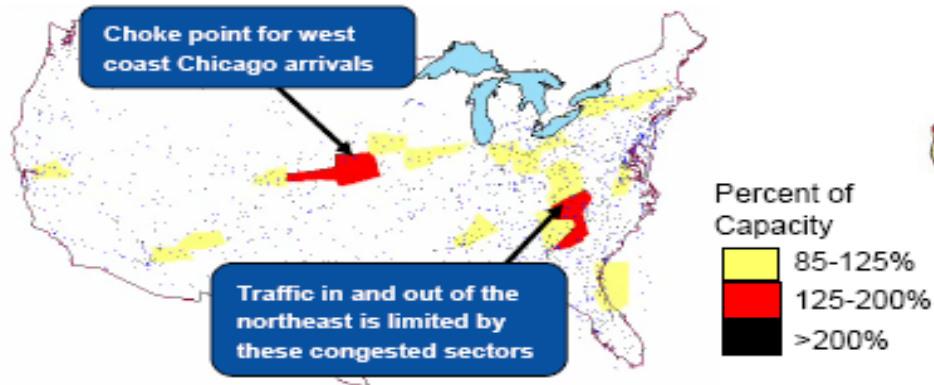 Choke point for west
coast Chicago arrivals
Traffic in and out of the
northeast is limited by
these congested sectors
Percent of
Capacity
85-125%
125-200%
>200%